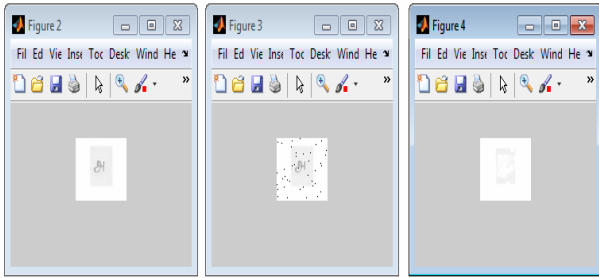 Figure 2
Fil Ed Vie Inse Toc Desk Wind He
»
Figure 3
Fil Ed Vie Inse Toc Desk Wind He
»
Figure 4
Fil Ed Vie Inse Toc Desk Wind He
»